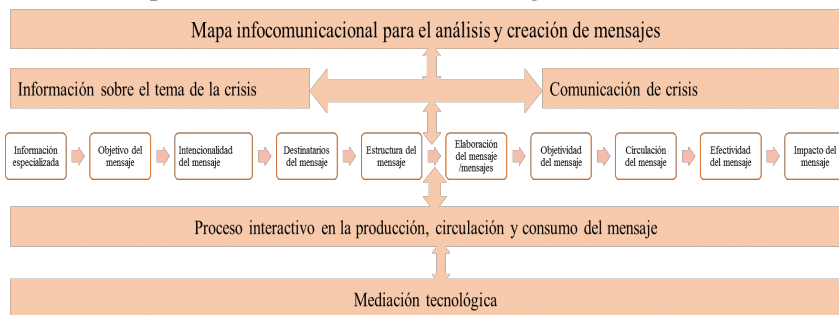 Mapa infocomunicacional para el análisis y creación de mensajes
Información sobre el tema de la crisis
Comunicación de crisis
Información
especializada
Objetivo del
mensaje
Intencionalidad
del mensaje
Destinatarios
del mensaje
Estructura del
mensaje
Elaboración
del mensaje
/mensajes
Objetividad
del mensaje
Circulación
del mensaje
Efectividad
del mensaje
Impacto del
mensaje
Proceso interactivo en la producción, circulación y consumo del mensaje
Mediación tecnológica